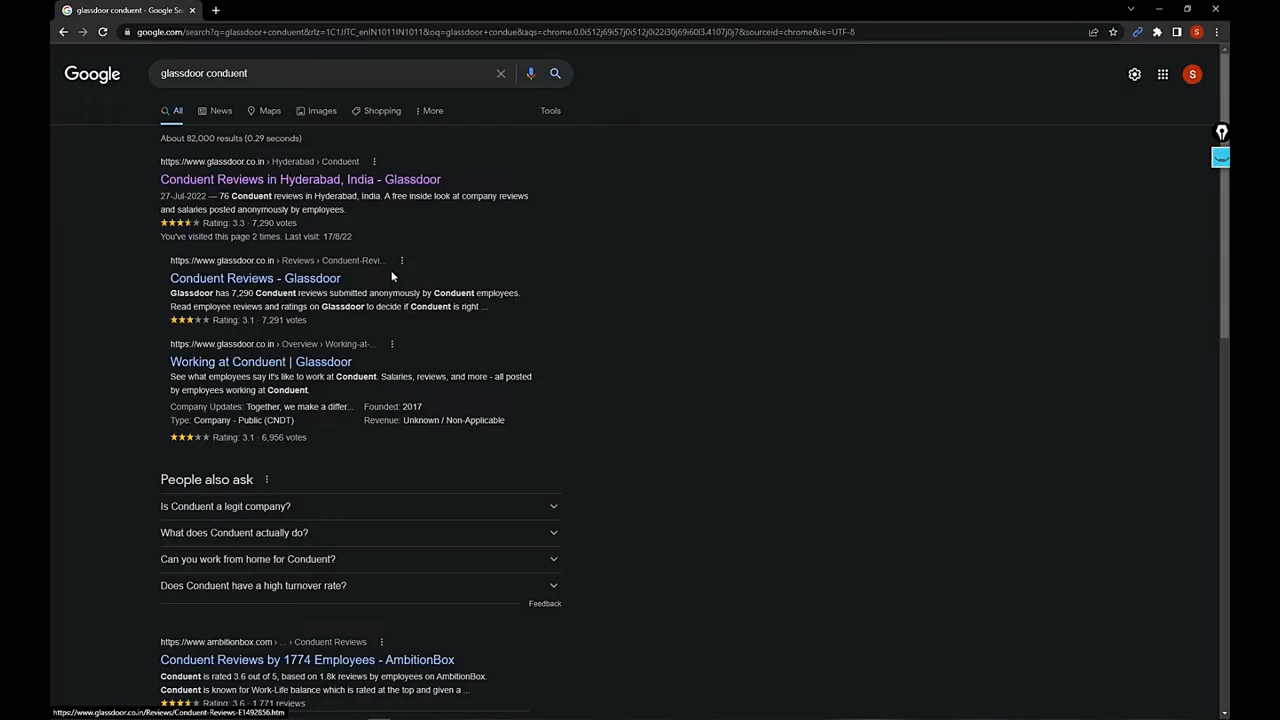 glassdoor conduent - Google Se
google.com/search?q=glassdoor+conduent&rlz=1C1JJTC_enIN1011IN1011&oq=glassdoor+condue&aqs=chrome.0.0i512j69i57j0i512j0i22i30j69i60l3.4107j0j7&sourceid=chrome&ie=UTF-8
S
Google
glassdoor conduent
S
All
News
Maps
Images
Shopping
More
Tools
About 82,000 results (0.29 seconds)
https://www.glassdoor.co.in › Hyderabad › Conduent
Conduent Reviews in Hyderabad, India - Glassdoor
27-Jul-2022 — 76 Conduent reviews in Hyderabad, India. A free inside look at company reviews
and salaries posted anonymously by employees.
Rating: 3.3 · 7,290 votes
You've visited this page 2 times. Last visit: 17/8/22
https://www.glassdoor.co.in › Reviews › Conduent-Revi...
Conduent Reviews - Glassdoor
Glassdoor has 7,290 Conduent reviews submitted anonymously by Conduent employees.
Read employee reviews and ratings on Glassdoor to decide if Conduent is right ...
Rating: 3.1 · 7,291 votes
https://www.glassdoor.co.in › Overview › Working-at-...
Working at Conduent | Glassdoor
See what employees say it's like to work at Conduent. Salaries, reviews, and more - all posted
by employees working at Conduent.
Company Updates: Together, we make a differ... Founded: 2017
Type: Company - Public (CNDT) Revenue: Unknown / Non-Applicable
Rating: 3.1 · 6,956 votes
People also ask
Is Conduent a legit company?
What does Conduent actually do?
Can you work from home for Conduent?
Does Conduent have a high turnover rate?
Feedback
https://www.ambitionbox.com › ... › Conduent Reviews
Conduent Reviews by 1774 Employees - AmbitionBox
Conduent is rated 3.6 out of 5, based on 1.8k reviews by employees on AmbitionBox.
Conduent is known for Work-Life balance which is rated at the top and given a ...
Rating: 3.6 · 1,771 reviews
https://www.glassdoor.co.in/Reviews/Conduent-Reviews-E1492856.htm